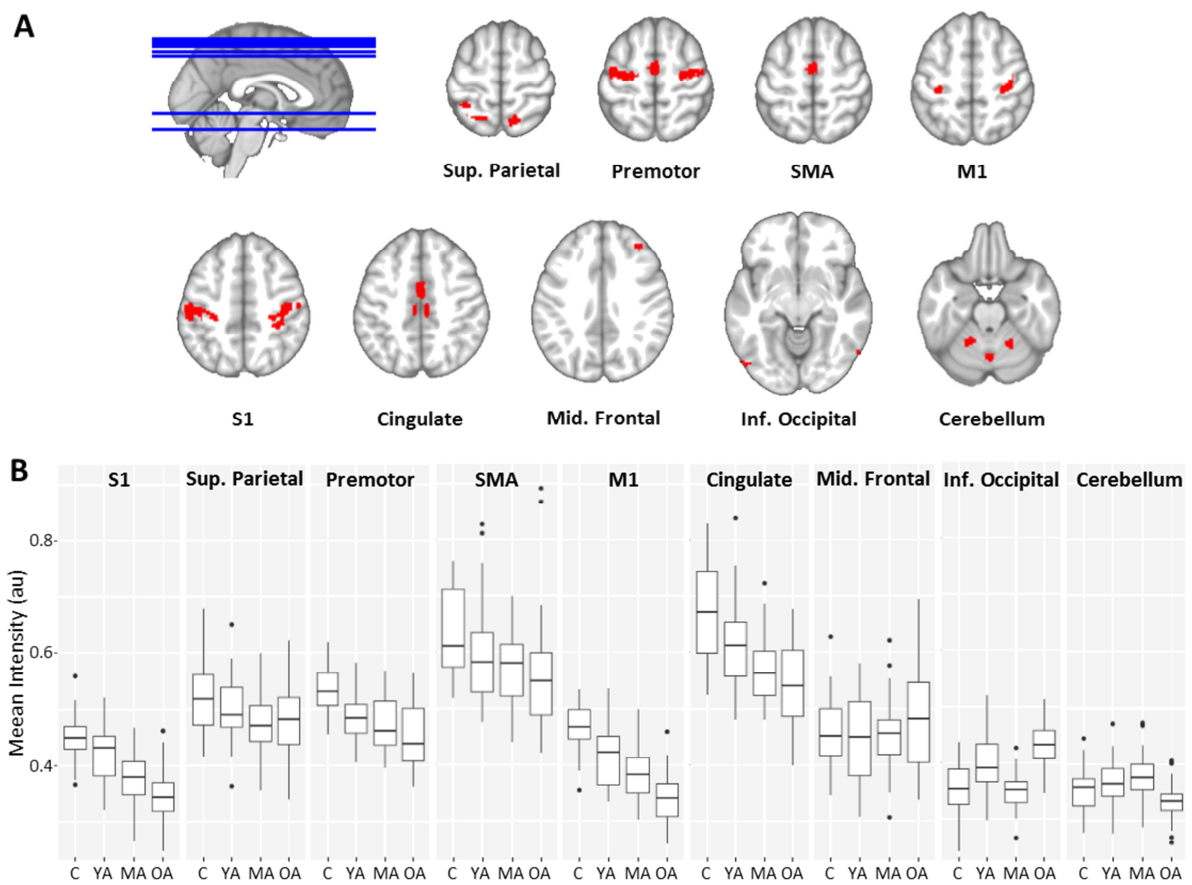 A
Sup. Parietal Premotor SMA M1
S1 Cingulate Mid. Frontal Inf. Occipital Cerebellum
B
S1 Sup. Parietal Premotor SMA M1 Cingulate Mid. Frontal Inf. Occipital Cerebellum
Meean Intensity (au)
0.8
0.6
0.4
C YA MA OA C YA MA OA C YA MA OA C YA MA OA C YA MA OA C YA MA OA C YA MA OA C YA MA OA C YA MA OA